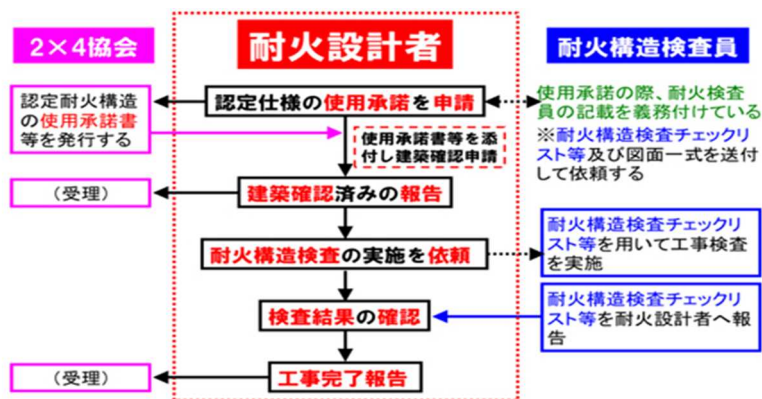 2×4協会
耐火設計者
耐火構造検査員
認定耐火構造
の使用承諾書
等を発行する
認定仕様の使用承諾を申請
使用承諾の際、耐火検査
員の記載を義務付けている
※耐火構造検査チェックリ
スト等及び図面一式を送付
して依頼する
使用承諾書等を添
付し建築確認申請
（受理）
建築確認済みの報告
耐火構造検査の実施を依頼
耐火構造検査チェックリ
スト等を用いて工事検査
を実施
検査結果の確認
耐火構造検査チェックリ
スト等を耐火設計者へ報
告
（受理）
工事完了報告